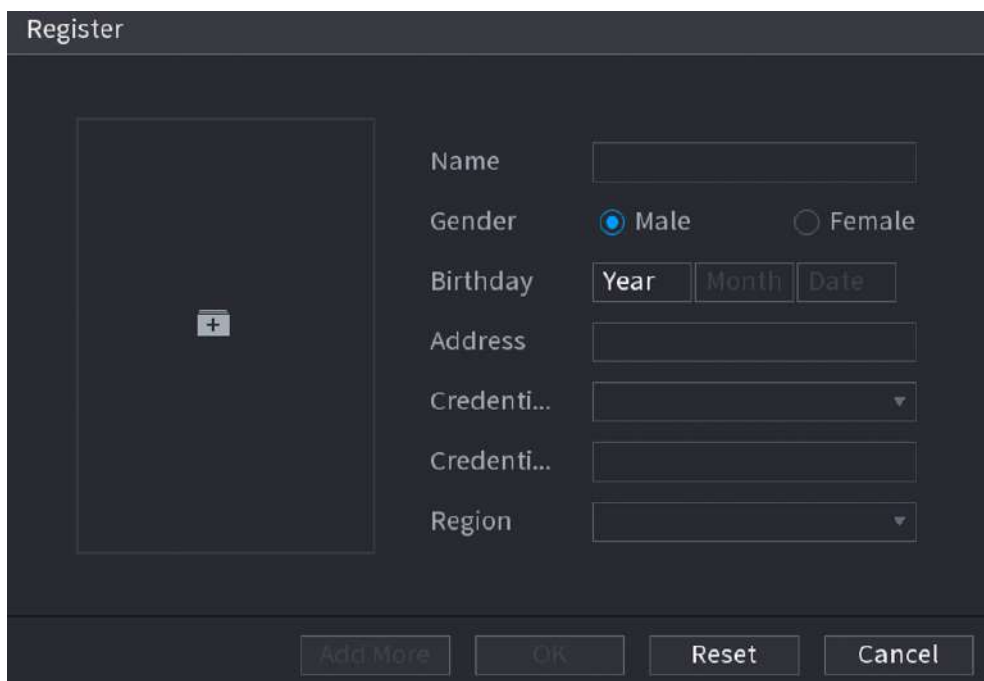 Register
Name
Gender Male Female
Birthday Year Month Date
Address
Credenti...
Credenti...
Region
Add More OK Reset Cancel